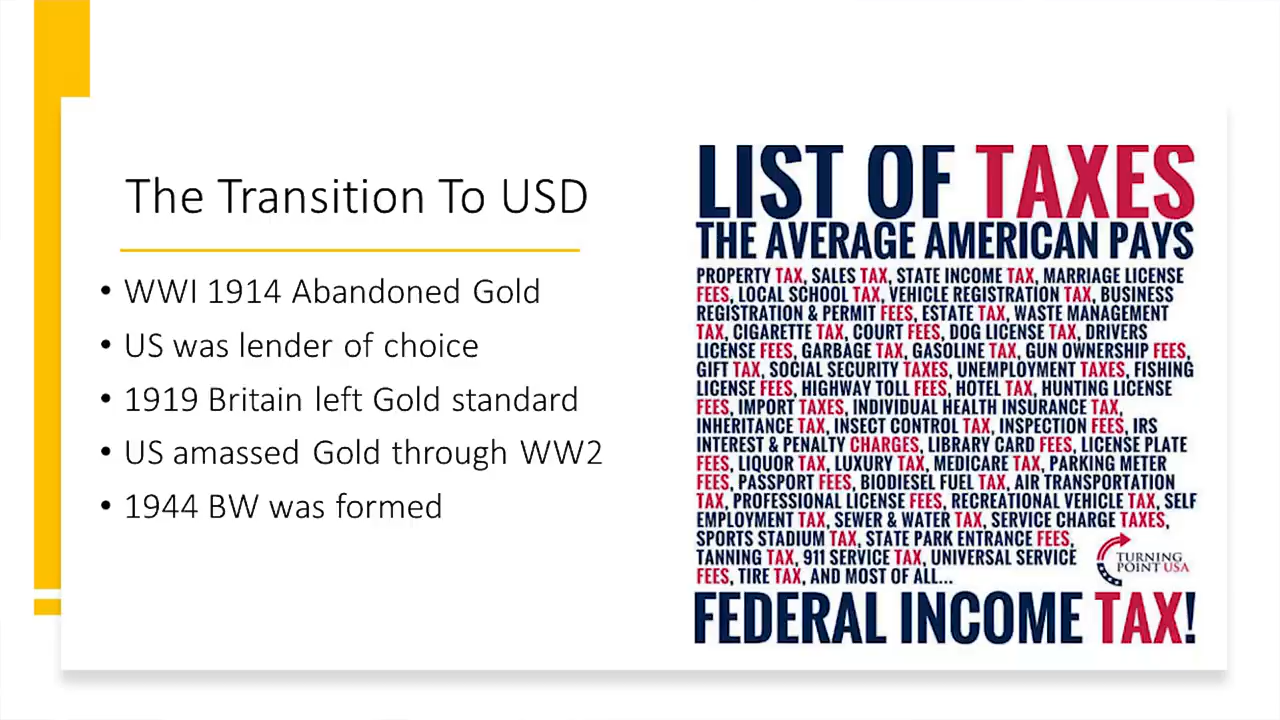 The Transition To USD
• WWI 1914 Abandoned Gold
• US was lender of choice
• 1919 Britain left Gold standard
• US amassed Gold through WW2
• 1944 BW was formed
LIST OF TAXES
THE AVERAGE AMERICAN PAYS
PROPERTY TAX, SALES TAX, STATE INCOME TAX, MARRIAGE LICENSE
FEES, LOCAL SCHOOL TAX, VEHICLE REGISTRATION TAX, BUSINESS
REGISTRATION & PERMIT FEES, ESTATE TAX, WASTE MANAGEMENT
TAX, CIGARETTE TAX, COURT FEES, DOG LICENSE TAX, DRIVERS
LICENSE FEES, GARBAGE TAX, GASOLINE TAX, GUN OWNERSHIP FEES,
GIFT TAX, SOCIAL SECURITY TAXES, UNEMPLOYMENT TAXES, FISHING
LICENSE FEES, HIGHWAY TOLL FEES, HOTEL TAX, HUNTING LICENSE
FEES, IMPORT TAXES, INDIVIDUAL HEALTH INSURANCE TAX,
INHERITANCE TAX, INSECT CONTROL TAX, INSPECTION FEES, IRS
INTEREST & PENALTY CHARGES, LIBRARY CARD FEES, LICENSE PLATE
FEES, LIQUOR TAX, LUXURY TAX, MEDICARE TAX, PARKING METER
FEES, PASSPORT FEES, BIODIESEL FUEL TAX, AIR TRANSPORTATION
TAX, PROFESSIONAL LICENSE FEES, RECREATIONAL VEHICLE TAX, SELF
EMPLOYMENT TAX, SEWER & WATER TAX, SERVICE CHARGE TAXES,
SPORTS STADIUM TAX, STATE PARK ENTRANCE FEES,
TANNING TAX, 911 SERVICE TAX, UNIVERSAL SERVICE
FEES, TIRE TAX, AND MOST OF ALL...
TURNING
POINT USA
FEDERAL INCOME TAX!